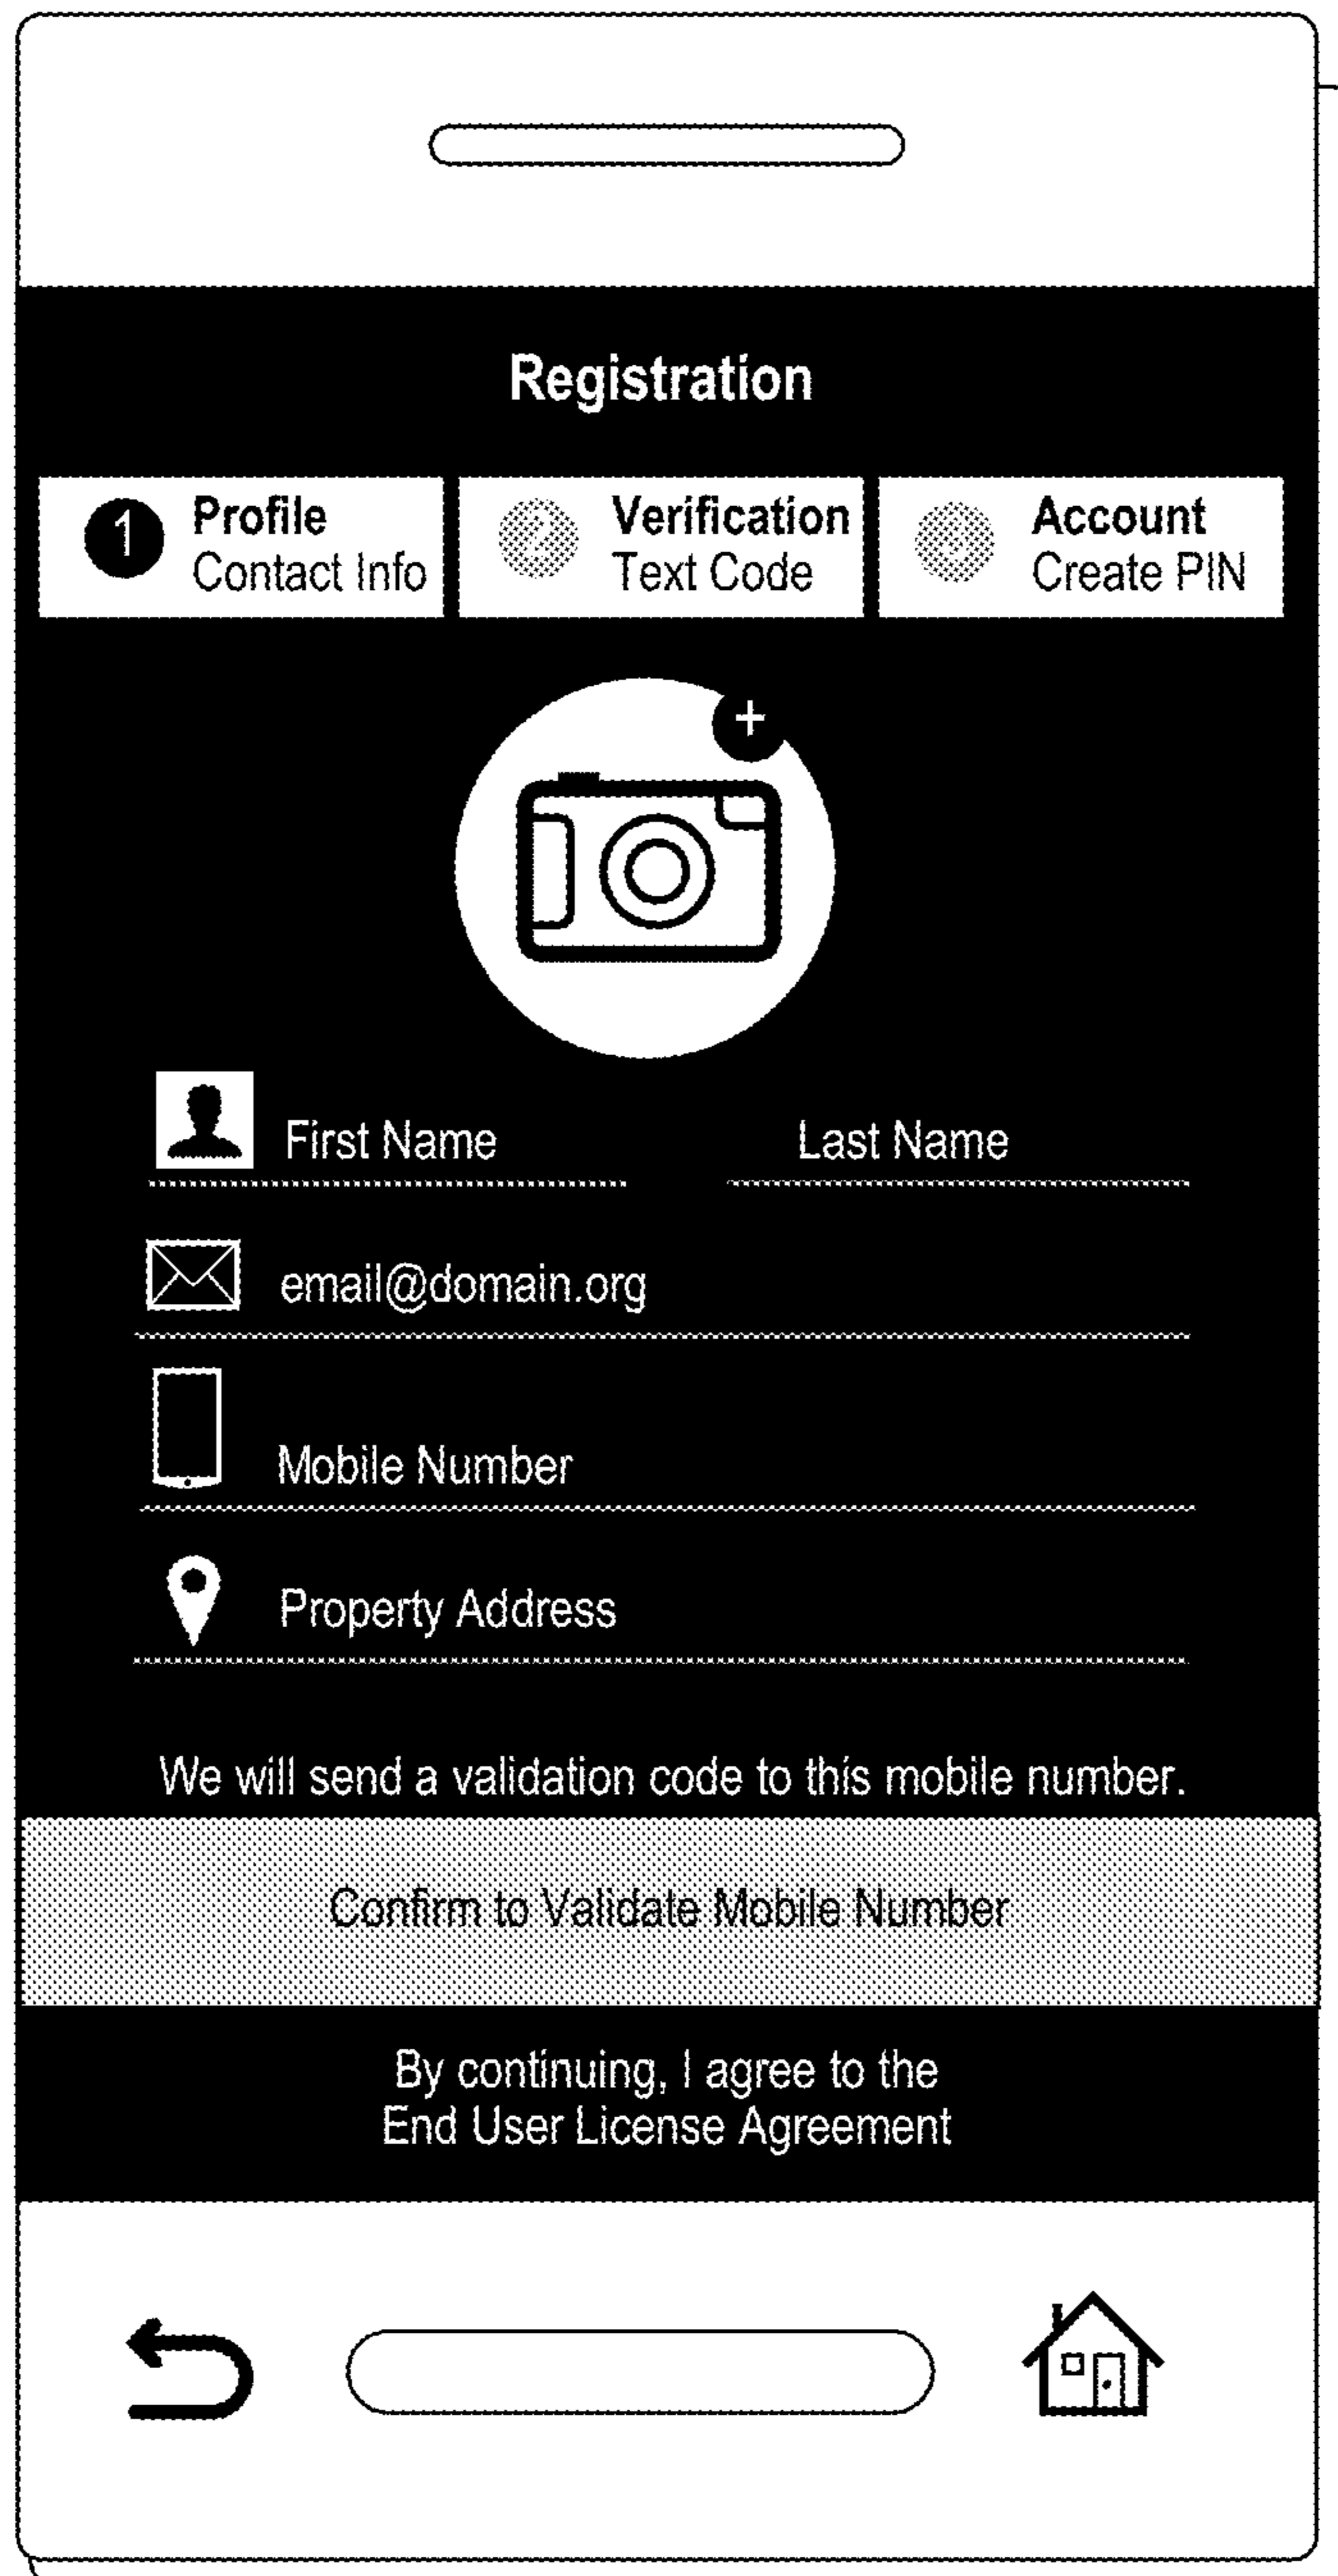 Registration
1 Profile
Contact Info
2 Verification
Text Code
3 Account
Create PIN
+
First Name Last Name
email@domain.org
Mobile Number
Property Address
We will send a validation code to this mobile number.
Confirm to Validate Mobile Number
By continuing, I agree to the
End User License Agreement